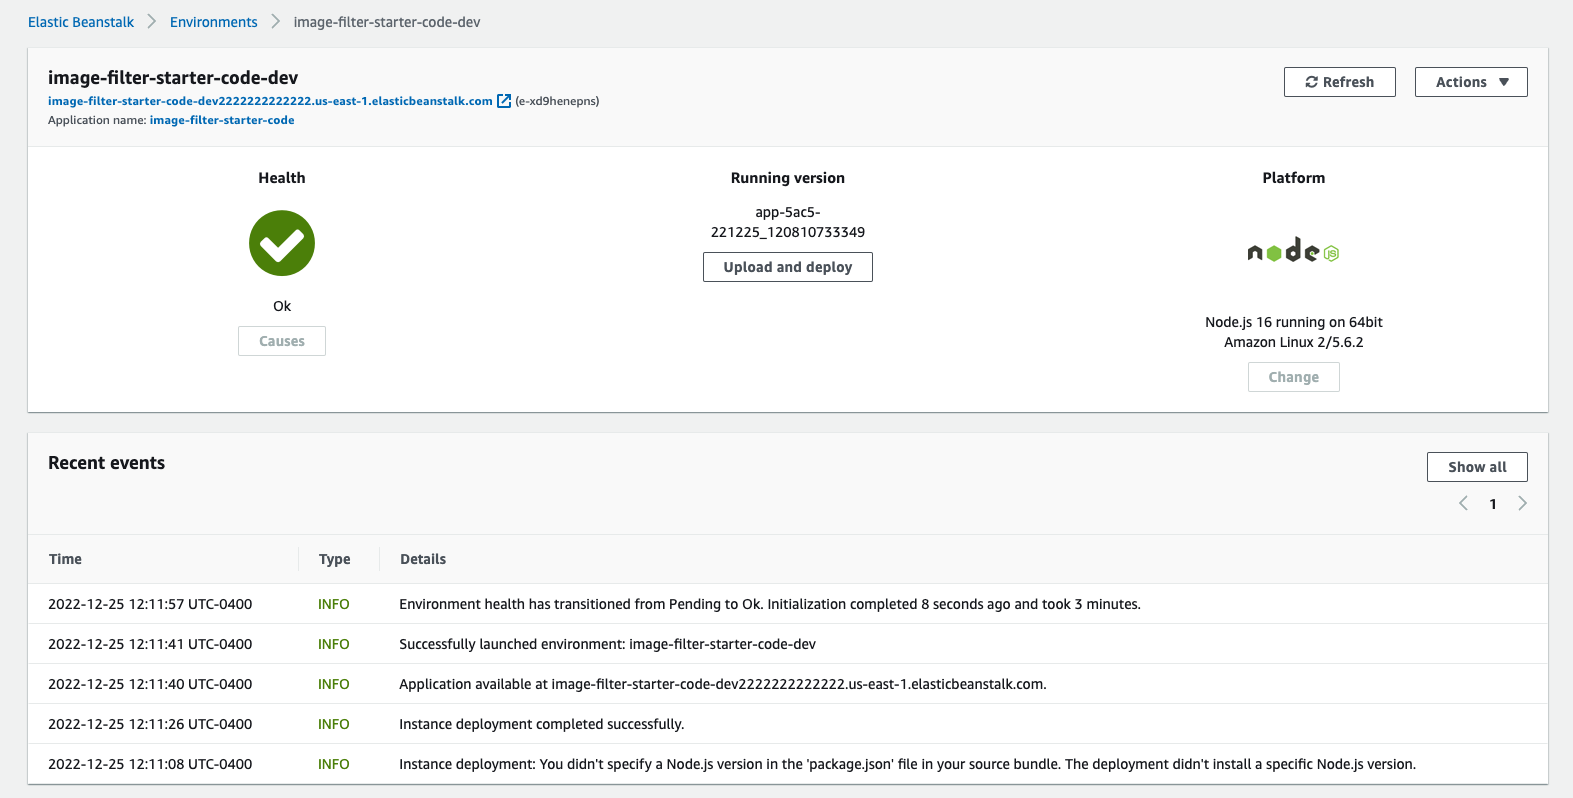 Elastic Beanstalk > Environments > image-filter-starter-code-dev
image-filter-starter-code-dev
image-filter-starter-code-dev2222222222222.us-east-1.elasticbeanstalk.com (e-xd9henepns)
Application name: image-filter-starter-code
Refresh
Actions
Health
Ok
Causes
Running version
app-5ac5-
221225_120810733349
Upload and deploy
Platform
node JS
Node.js 16 running on 64bit
Amazon Linux 2/5.6.2
Change
Recent events
Show all
1
Time Type Details
2022-12-25 12:11:57 UTC-0400 INFO Environment health has transitioned from Pending to Ok. Initialization completed 8 seconds ago and took 3 minutes.
2022-12-25 12:11:41 UTC-0400 INFO Successfully launched environment: image-filter-starter-code-dev
2022-12-25 12:11:40 UTC-0400 INFO Application available at image-filter-starter-code-dev2222222222222.us-east-1.elasticbeanstalk.com.
2022-12-25 12:11:26 UTC-0400 INFO Instance deployment completed successfully.
2022-12-25 12:11:08 UTC-0400 INFO Instance deployment: You didn't specify a Node.js version in the 'package.json' file in your source bundle. The deployment didn't install a specific Node.js version.